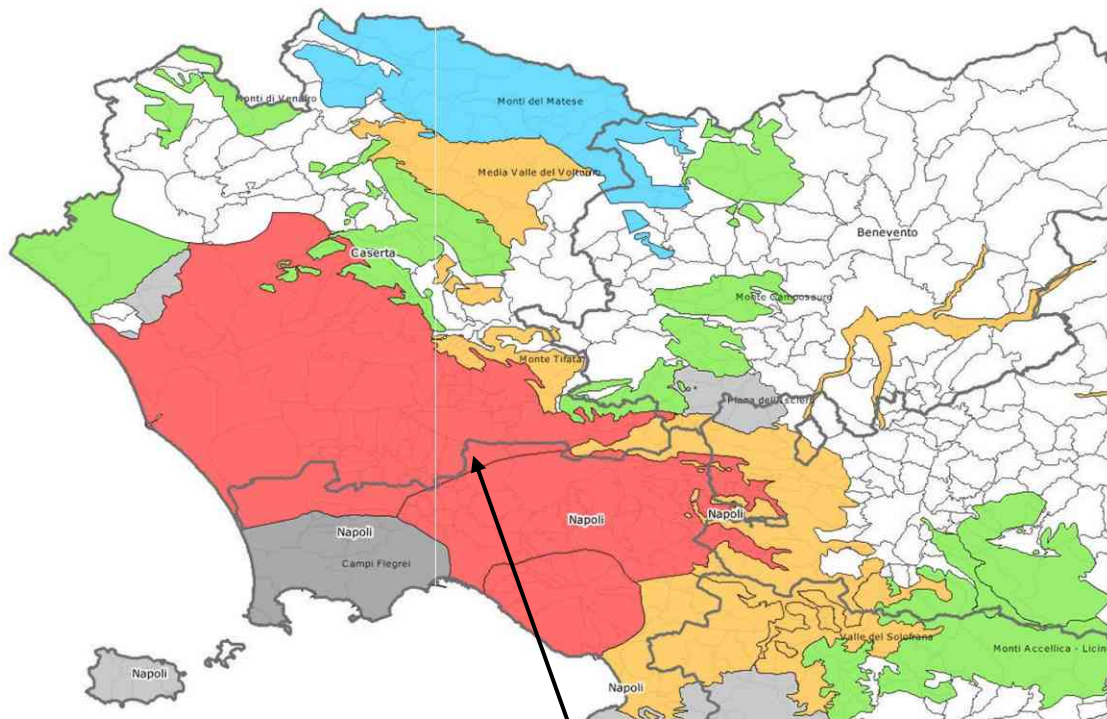 Monti di Venafro
Monti del Matese
Media Valle del Volturno
Benevento
Caserta
Monte Camposauro
Monte Tifata
Piana dell'Isclero
Napoli
Napoli
Napoli
Campi Flegrei
Valle del Solofrana
Monti Accellica - Licin
Napoli
Napoli